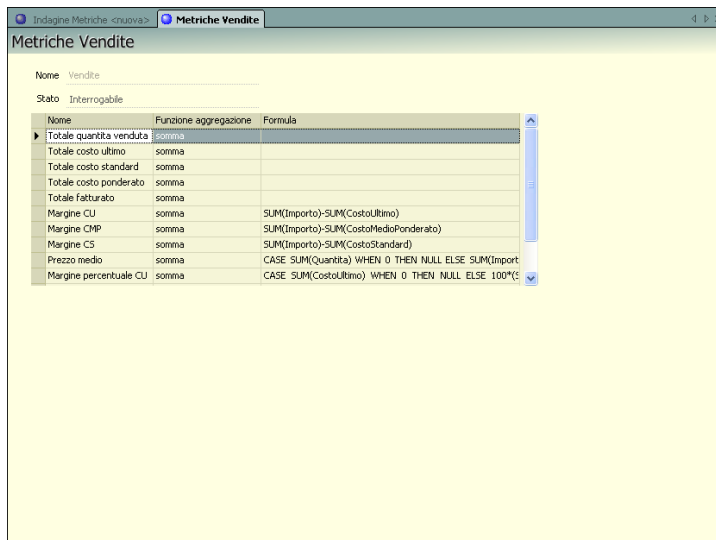 Indagine Metriche <nuova> Metriche Vendite
Metriche Vendite
Nome Vendite
Stato Interrogabile
Nome Funzione aggregazione Formula
Totale quantita venduta somma
Totale costo ultimo somma
Totale costo standard somma
Totale costo ponderato somma
Totale fatturato somma
Margine CU somma SUM(Importo)-SUM(CostoUltimo)
Margine CMP somma SUM(Importo)-SUM(CostoMedioPonderato)
Margine CS somma SUM(Importo)-SUM(CostoStandard)
Prezzo medio somma CASE SUM(Quantita) WHEN 0 THEN NULL ELSE SUM(Import
Margine percentuale CU somma CASE SUM(CostoUltimo) WHEN 0 THEN NULL ELSE 100*(